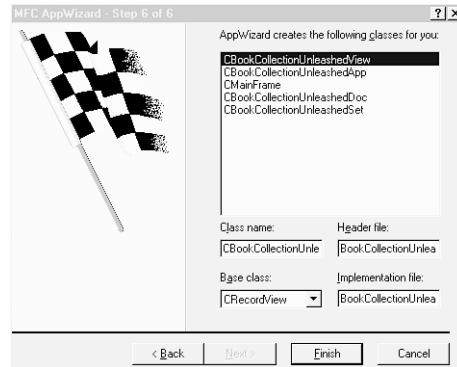 MFC AppWizard - Step 6 of 6
? x
AppWizard creates the following classes for you:
CBookCollectionUnleashedView
CBookCollectionUnleashedApp
CMainFrame
CBookCollectionUnleashedDoc
CBookCollectionUnleashedSet
Class name: Header file:
CBookCollectionUnle BookCollectionUnlea
Base class: Implementation file:
CRecordView BookCollectionUnlea
< Back Next > Finish Cancel